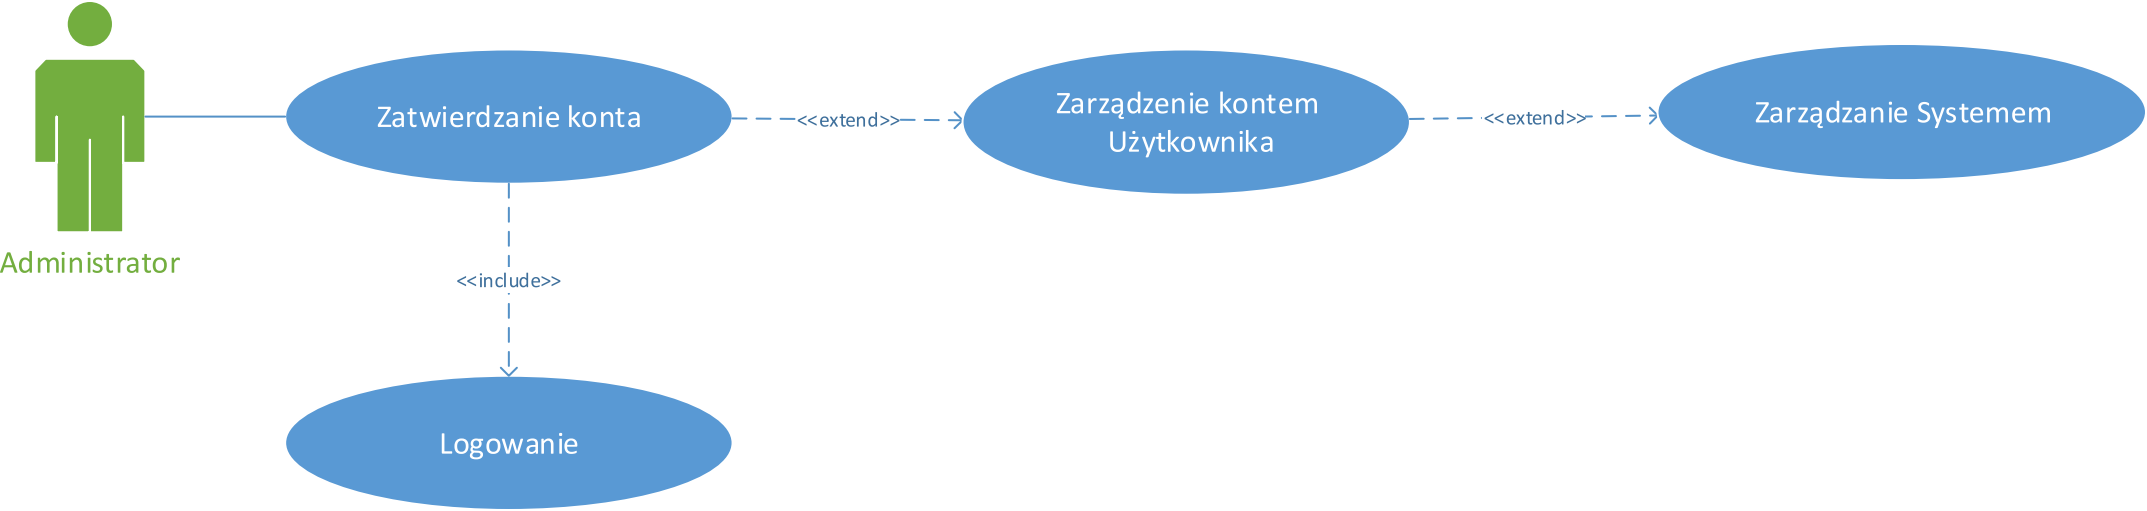 Zatwierdzanie konta
<<extend>>
Zarządzenie kontem
Użytkownika
<<extend>>
Zarządzanie Systemem
Administrator
<<include>>
Logowanie